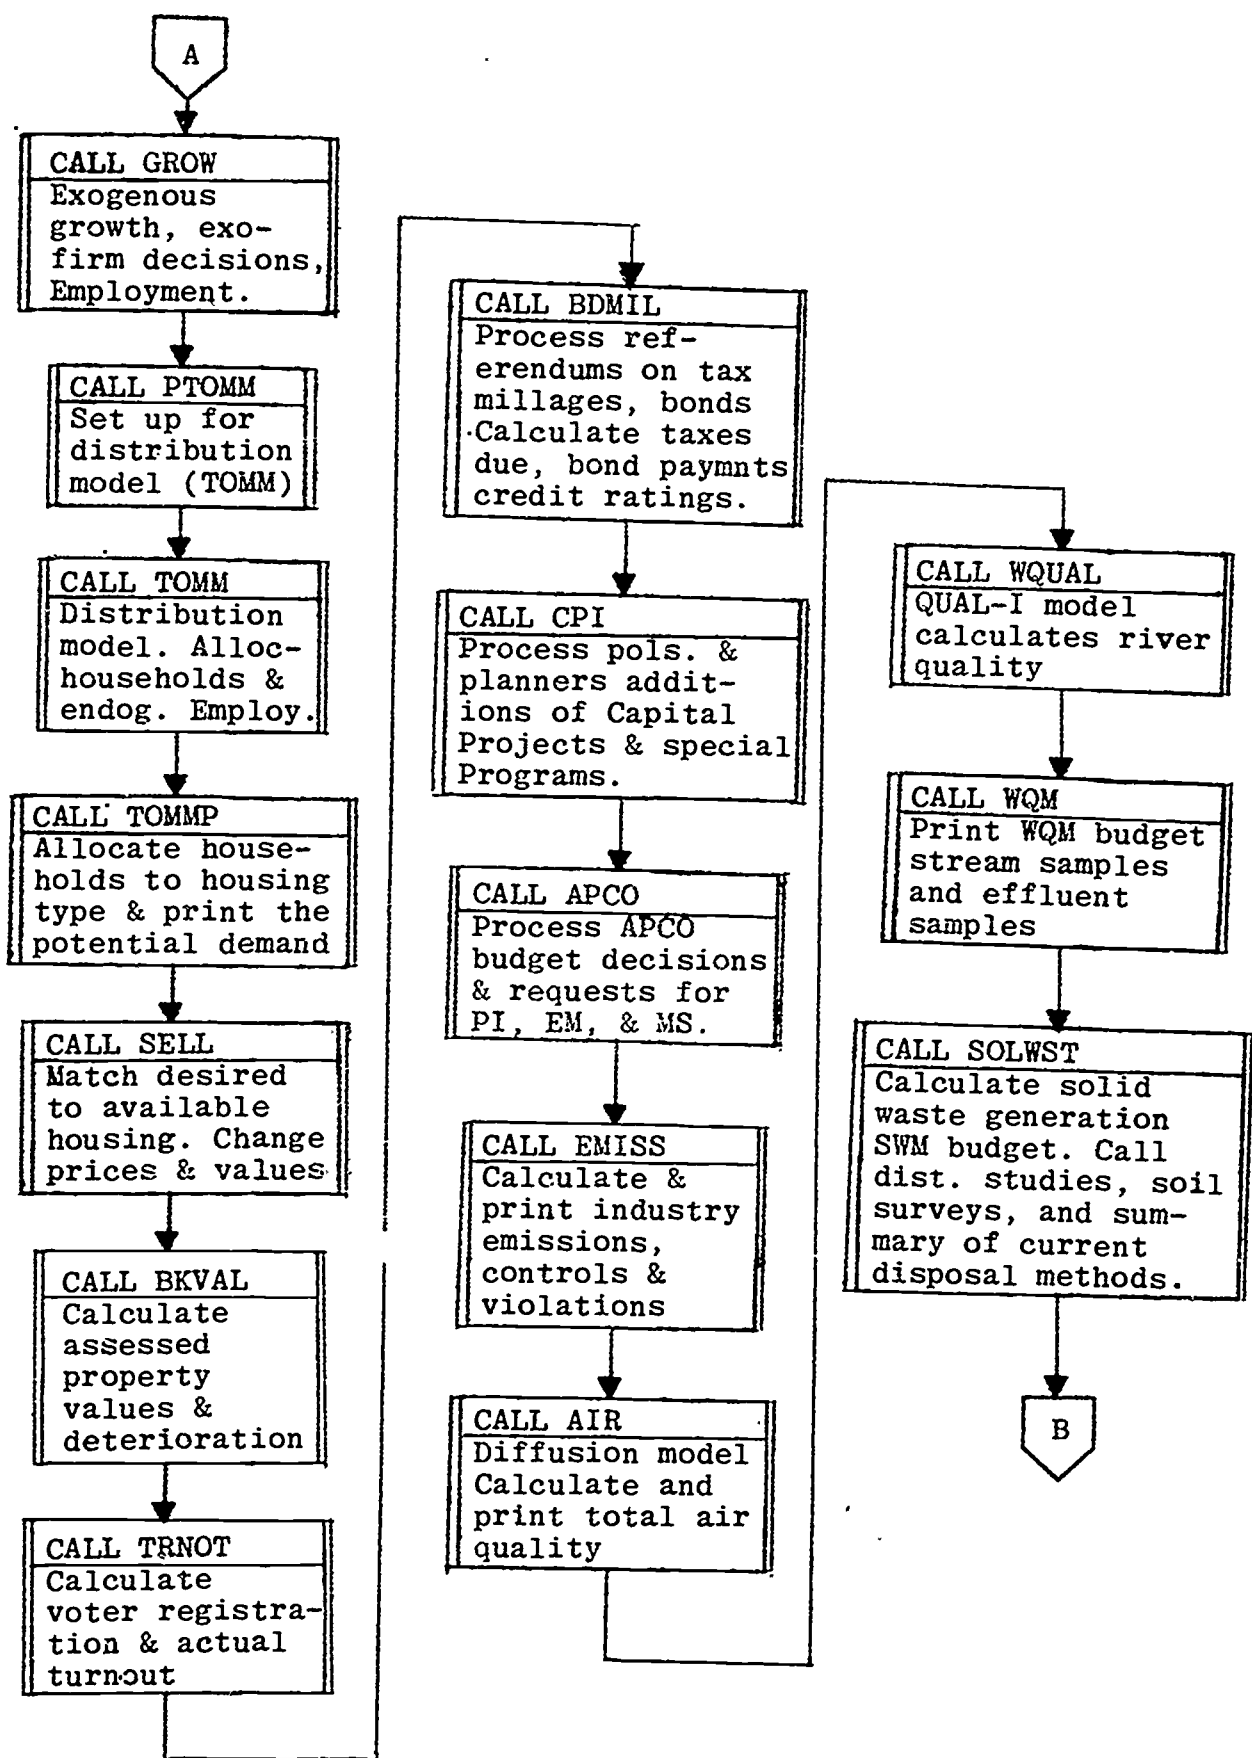 A
CALL GROW
Exogenous
growth, exo-
firm decisions,
Employment.
CALL PTOMM
Set up for
distribution
model (TOMM)
CALL TOMM
Distribution
model. Alloc-
households &
endog. Employ.
CALL TOMMP
Allocate house-
holds to housing
type & print the
potential demand
CALL SELL
Match desired
to available
housing. Change
prices & values
CALL BKVAL
Calculate
assessed
property
values &
deterioration
CALL TRNOT
Calculate
voter registra-
tion & actual
turnout
CALL BDMIL
Process ref-
erendums on tax
millages, bonds
Calculate taxes
due, bond paymnts
credit ratings.
CALL CPI
Process pols. &
planners addit-
ions of Capital
Projects & special
Programs.
CALL APCO
Process APCO
budget decisions
& requests for
PI, EM, & MS.
CALL EMISS
Calculate &
print industry
emissions,
controls &
violations
CALL AIR
Diffusion model
Calculate and
print total air
quality
CALL WQUAL
QUAL-I model
calculates river
quality
CALL WQM
Print WQM budget
stream samples
and effluent
samples
CALL SOLWST
Calculate solid
waste generation
SWM budget. Call
dist. studies, soil
surveys, and sum-
mary of current
disposal methods.
B